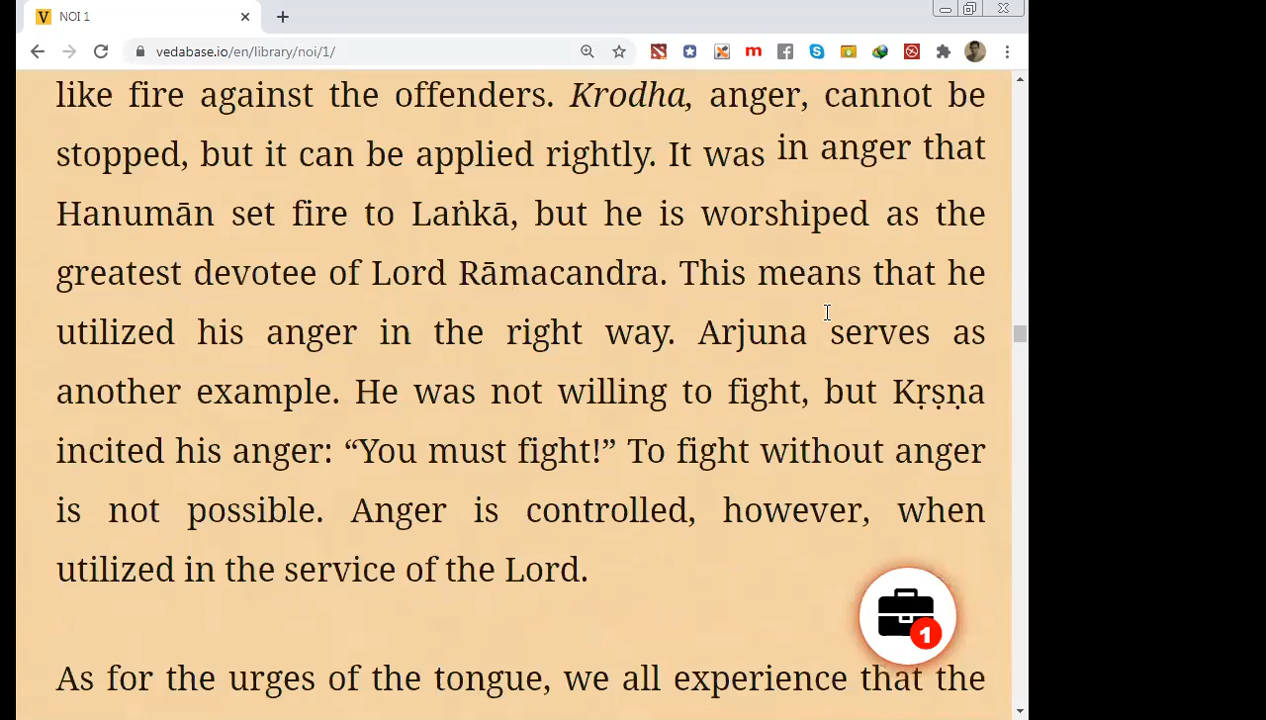 NOI 1
vedabase.io/en/library/noi/1/
like fire against the offenders. Krodha, anger, cannot be
stopped, but it can be applied rightly. It was in anger that
Hanumān set fire to Laṅkā, but he is worshiped as the
greatest devotee of Lord Rāmacandra. This means that he
utilized his anger in the right way. Arjuna serves as
another example. He was not willing to fight, but Kṛṣṇa
incited his anger: “You must fight!” To fight without anger
is not possible. Anger is controlled, however, when
utilized in the service of the Lord.
1
As for the urges of the tongue, we all experience that the